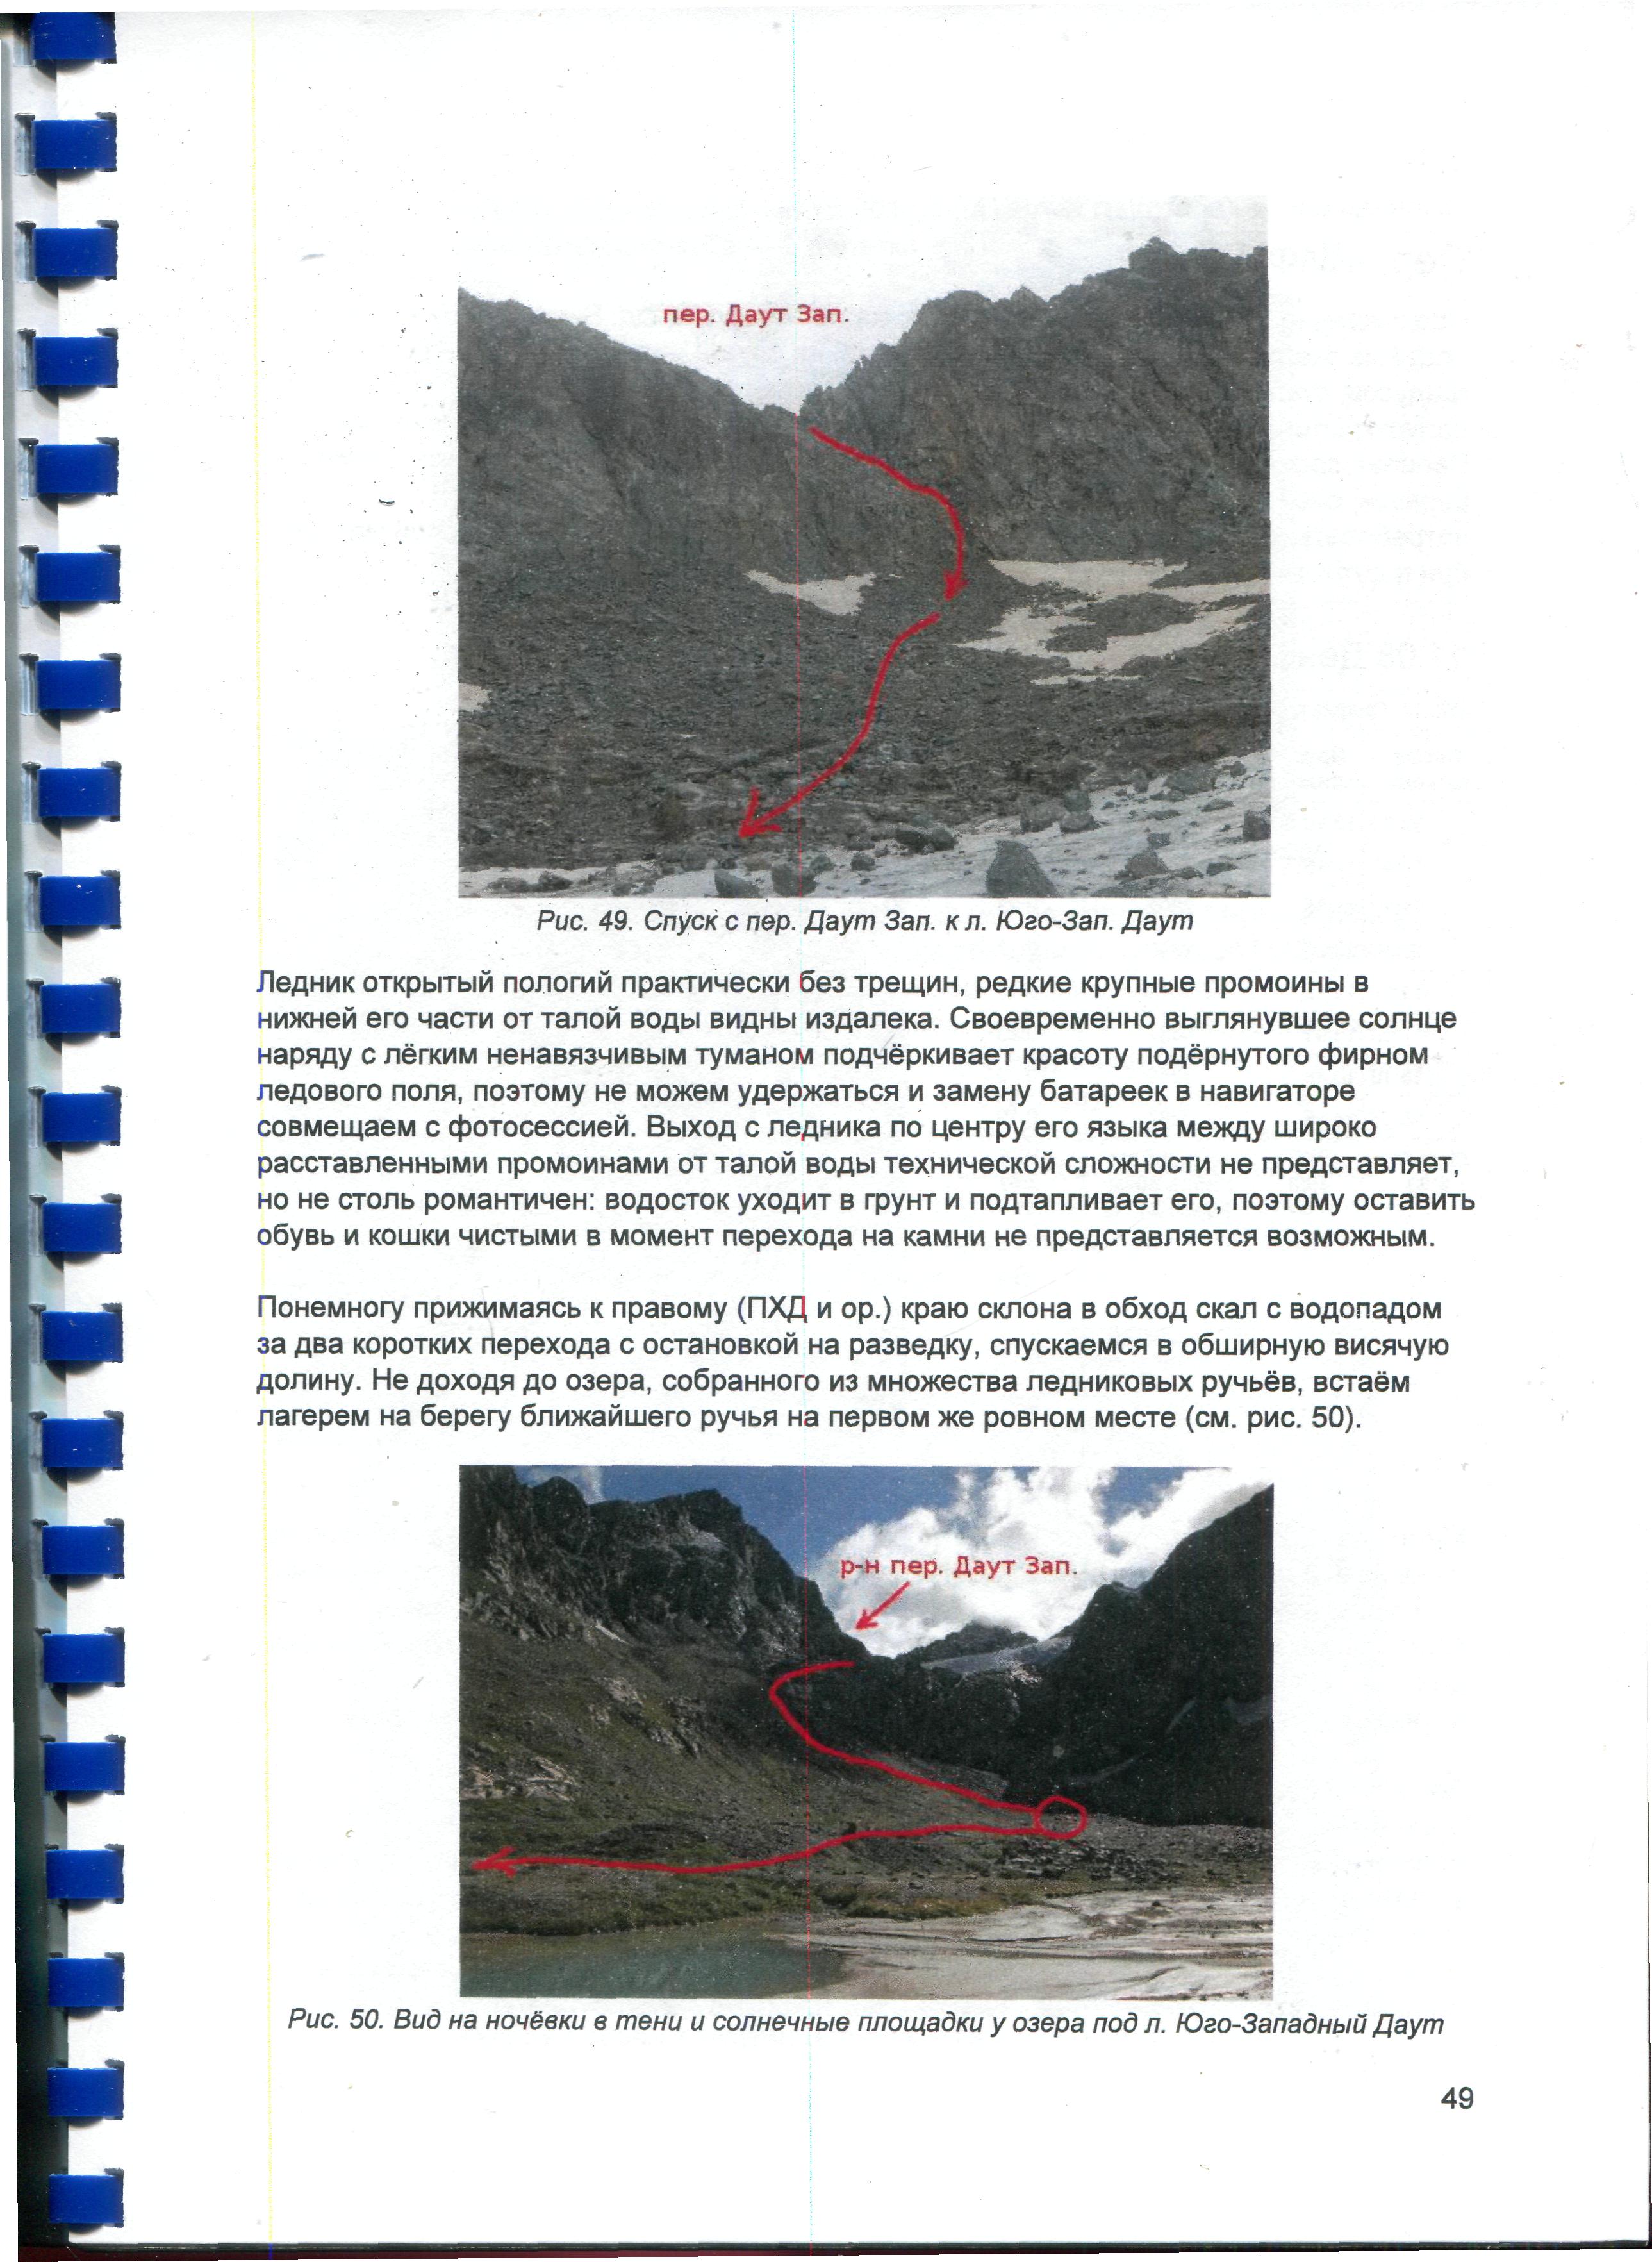 пер. Даут Зап.
Рис. 49. Спуск с пер. Даут Зап. к л. Юго-Зап. Даут
Ледник открытый пологий практически без трещин, редкие крупные промоины в
нижней его части от талой воды видны издалека. Своевременно выглянувшее солнце
наряду с лёгким ненавязчивым туманом подчёркивает красоту подёрнутого фирном
ледового поля, поэтому не можем удержаться и замену батареек в навигаторе
совмещаем с фотосессией. Выход с ледника по центру его языка между широко
расставленными промоинами от талой воды технической сложности не представляет,
но не столь романтичен: водосток уходит в грунт и подтапливает его, поэтому оставить
обувь и кошки чистыми в момент перехода на камни не представляется возможным.
Понемногу прижимаясь к правому (ПХД и ор.) краю склона в обход скал с водопадом
за два коротких перехода с остановкой на разведку, спускаемся в обширную висячую
долину. Не доходя до озера, собранного из множества ледниковых ручьёв, встаём
лагерем на берегу ближайшего ручья на первом же ровном месте (см. рис. 50).
р-н пер. Даут Зап.
Рис. 50. Вид на ночёвки в тени и солнечные площадки у озера под л. Юго-Западный Даут
49